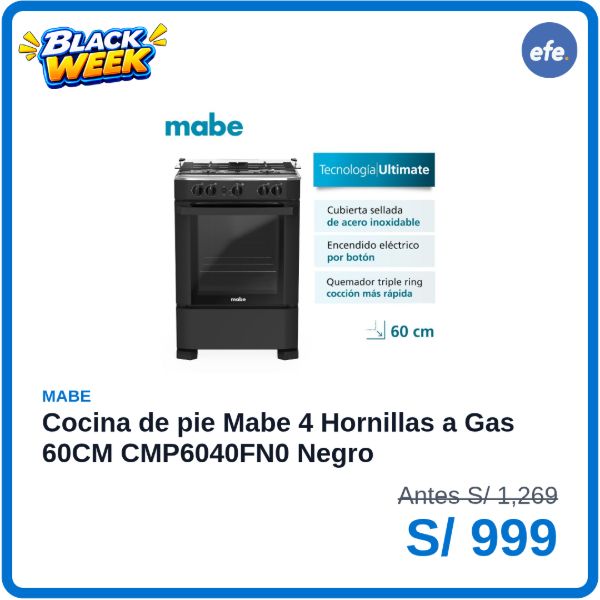 BLACK
WEEK
efe.
mabe
Tecnología|Ultimate
Cubierta sellada
de acero inoxidable
Encendido eléctrico
por botón
Quemador triple ring
cocción más rápida
mabe
60 cm
MABE
Cocina de pie Mabe 4 Hornillas a Gas
60CM CMP6040FN0 Negro
Antes S/ 1,269
S/ 999